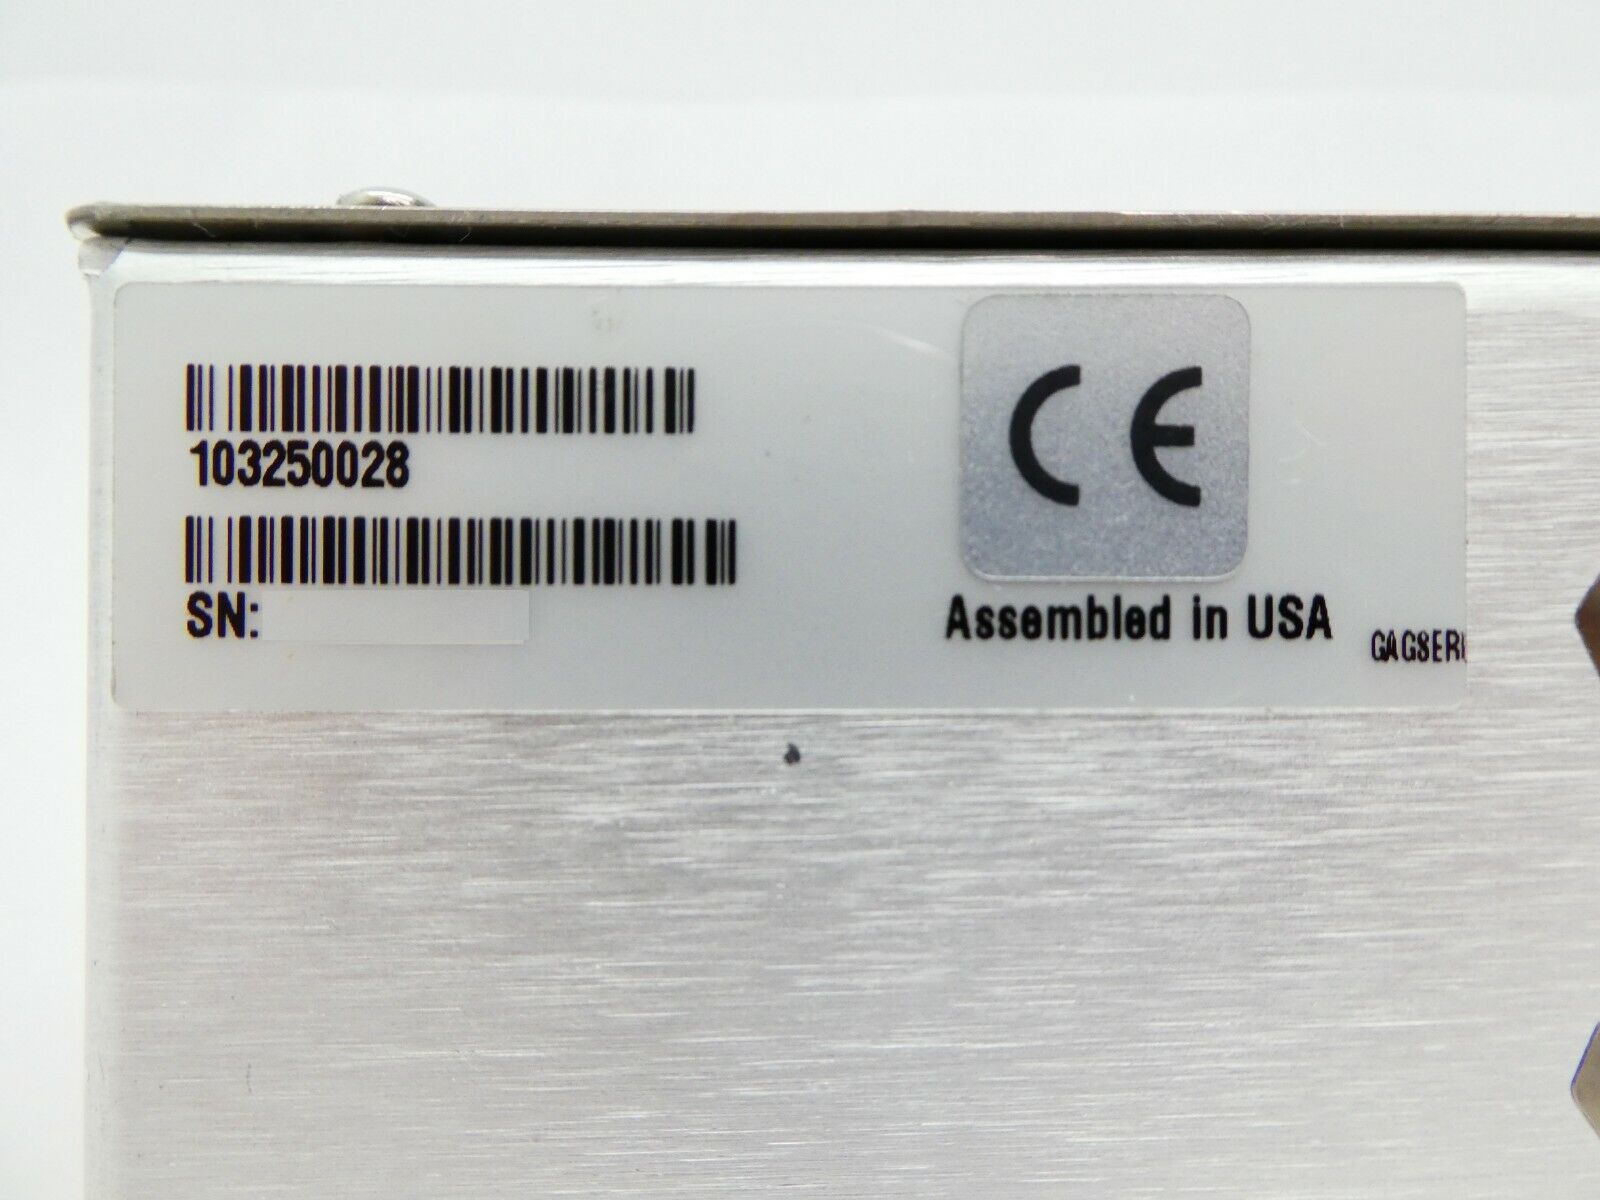 103250028
CE
SN:
Assembled in USA